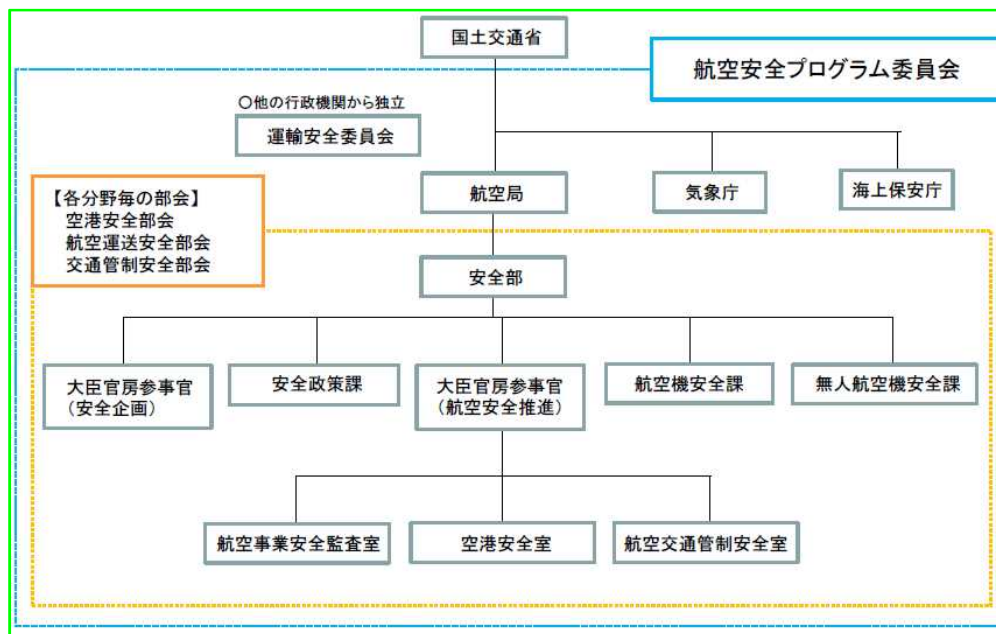 国土交通省
航空安全プログラム委員会
〇他の行政機関から独立
運輸安全委員会
航空局
気象庁
海上保安庁
【各分野毎の部会】
空港安全部会
航空運送安全部会
交通管制安全部会
安全部
大臣官房参事官
（安全企画）
安全政策課
大臣官房参事官
（航空安全推進）
航空機安全課
無人航空機安全課
航空事業安全監査室
空港安全室
航空交通管制安全室